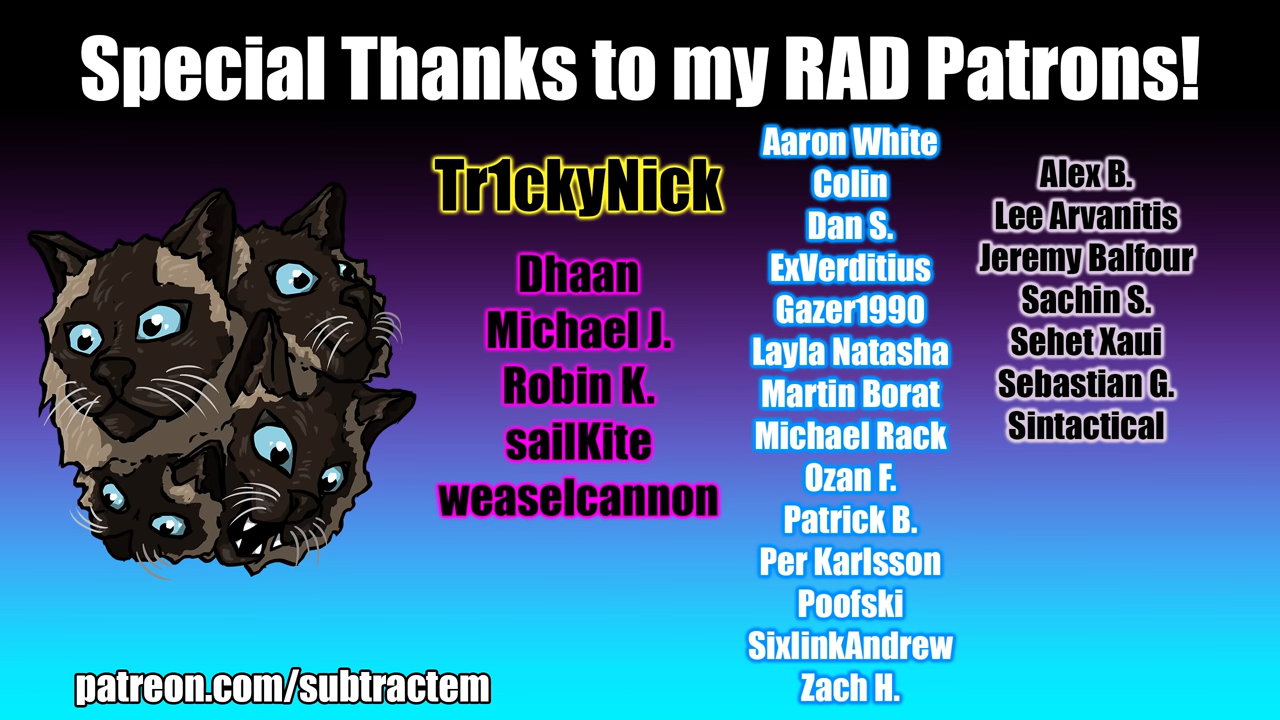 Special Thanks to my RAD Patrons!
Tr1ckyNick
Dhaan
Michael J.
Robin K.
sailKite
weaselcannon
Aaron White
Colin
Dan S.
ExVerditius
Gazer1990
Layla Natasha
Martin Borat
Michael Rack
Ozan F.
Patrick B.
Per Karlsson
Poofski
SixlinkAndrew
Zach H.
Alex B.
Lee Arvanitis
Jeremy Balfour
Sachin S.
Sehet Xaui
Sebastian G.
Sintactical
patreon.com/subtractem